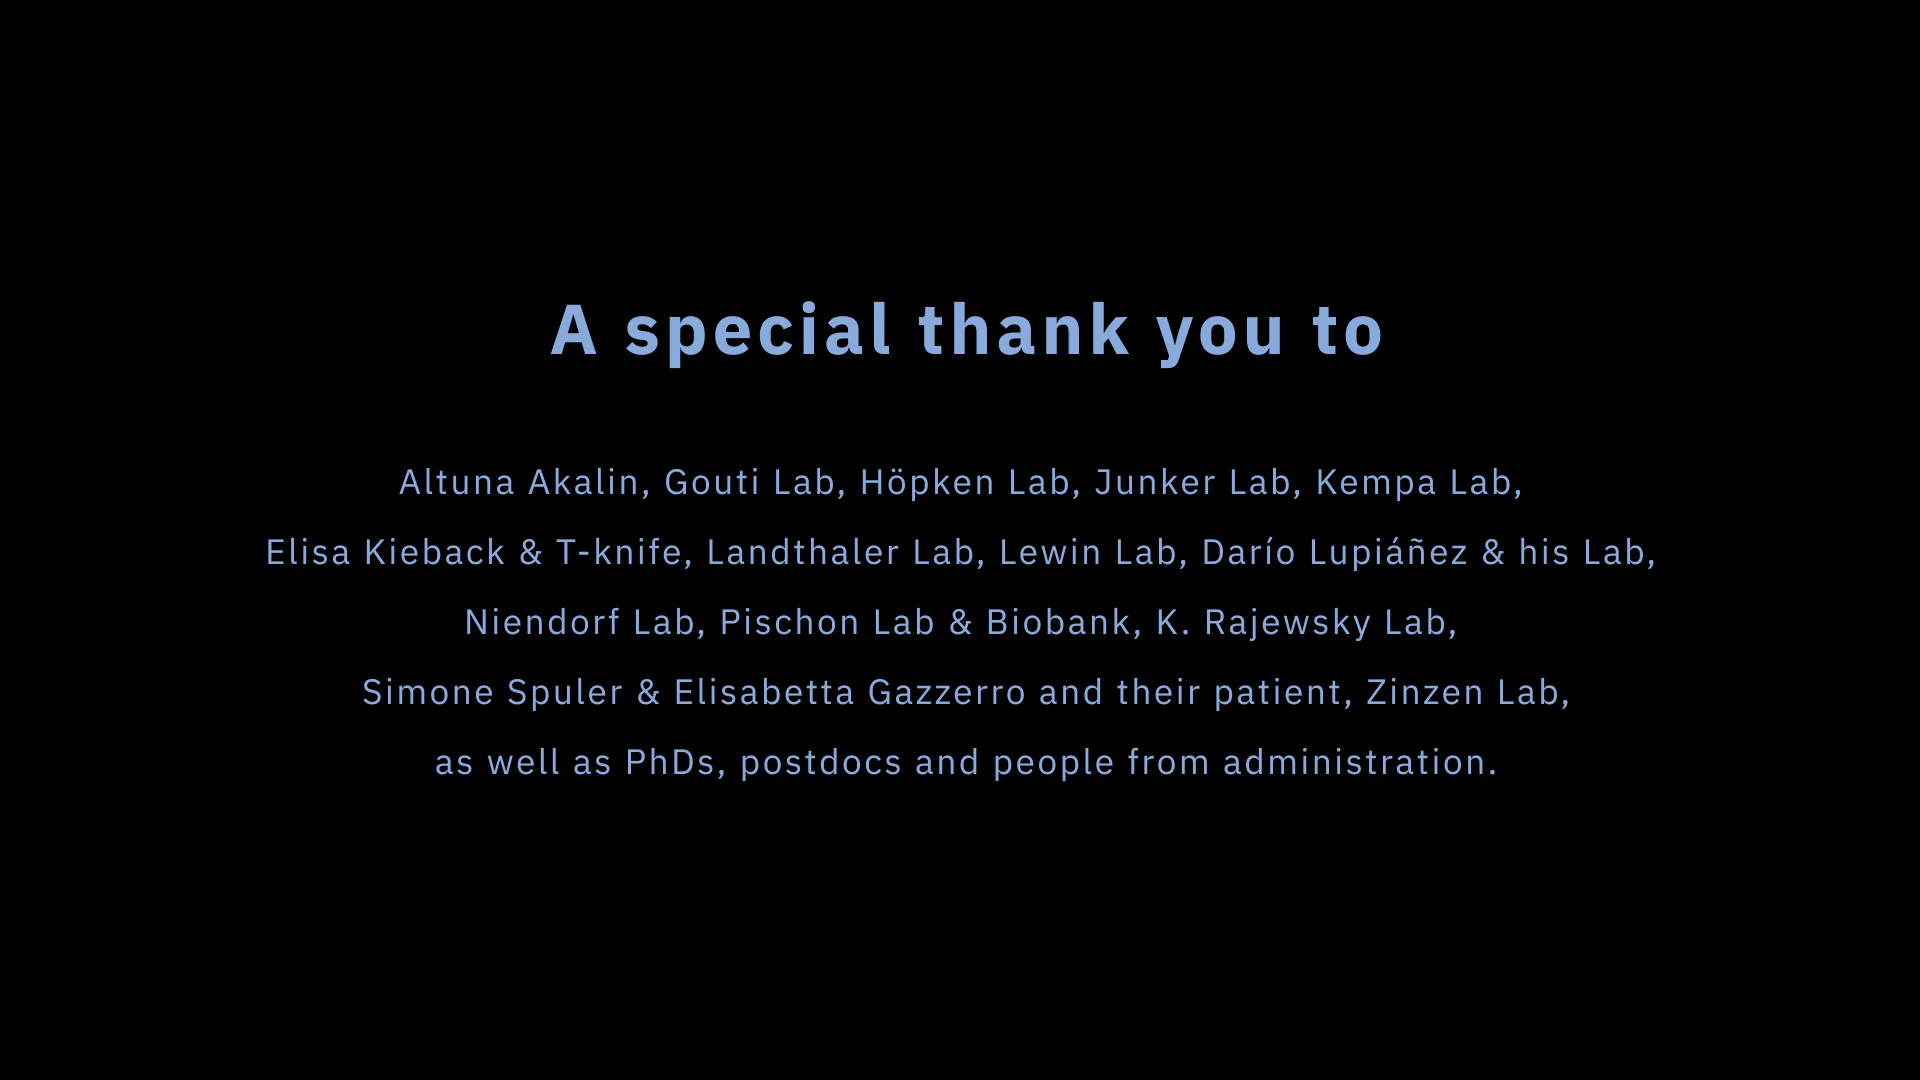 A special thank you to
Altuna Akalin, Gouti Lab, Höpken Lab, Junker Lab, Kempa Lab,
Elisa Kieback & T-knife, Landthaler Lab, Lewin Lab, Darío Lupiáñez & his Lab,
Niendorf Lab, Pischon Lab & Biobank, K. Rajewsky Lab,
Simone Spuler & Elisabetta Gazzerro and their patient, Zinzen Lab,
as well as PhDs, postdocs and people from administration.